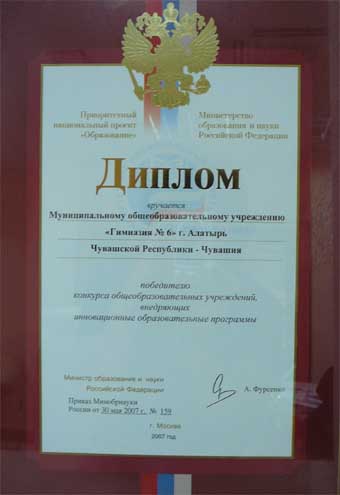 Приоритетный
национальный проект
«Образование»
Министерство
образования и науки
Российской Федерации
Диплом
вручается
Муниципальному общеобразовательному учреждению
«Гимназия № 6» г. Алатырь
Чувашской Республики - Чувашия
победителю
конкурса общеобразовательных учреждений,
внедряющих
инновационные образовательные программы
Министр образования и науки
Российской Федерации
А. Фурсенко
Приказ Минобрнауки
России от 30 мая 2007 г. № 159
г. Москва
2007 год